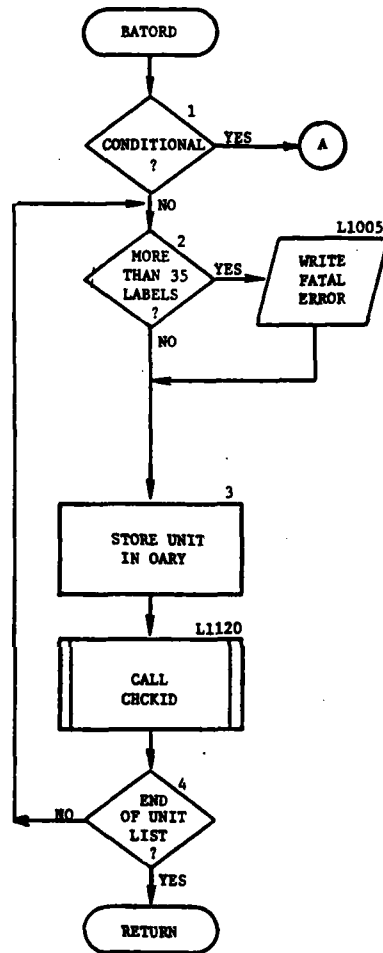 BATORD
1
CONDITIONAL
?
YES
A
NO
2
MORE
THAN 35
LABELS
?
YES
L1005
WRITE
FATAL
ERROR
NO
3
STORE UNIT
IN OARY
L1120
CALL
CHCKID
4
END
OF UNIT
LIST
?
NO
YES
RETURN